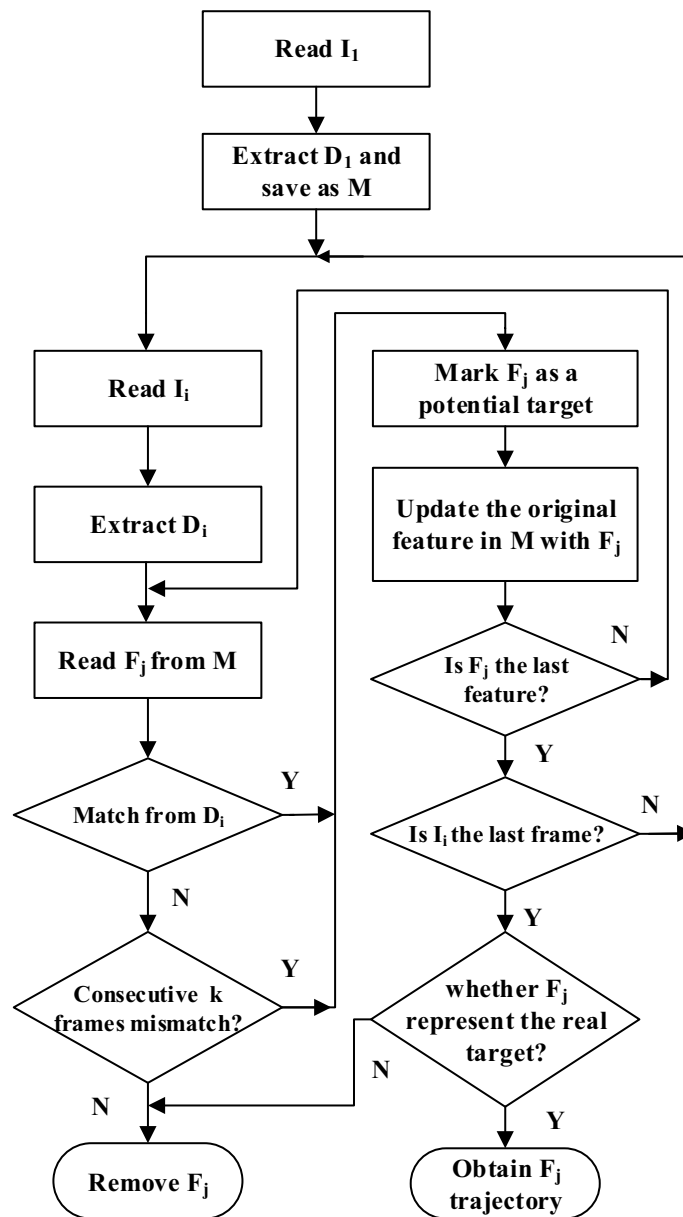 Read I₁
Extract D₁ and
save as M
Read Iᵢ
Extract Dᵢ
Read Fⱼ from M
Match from Dᵢ
Y
N
Consecutive k
frames mismatch?
Y
N
Remove Fⱼ
Mark Fⱼ as a
potential target
Update the original
feature in M with Fⱼ
Is Fⱼ the last
feature?
N
Y
Is Iᵢ the last frame?
N
Y
whether Fⱼ
represent the real
target?
N
Y
Obtain Fⱼ
trajectory